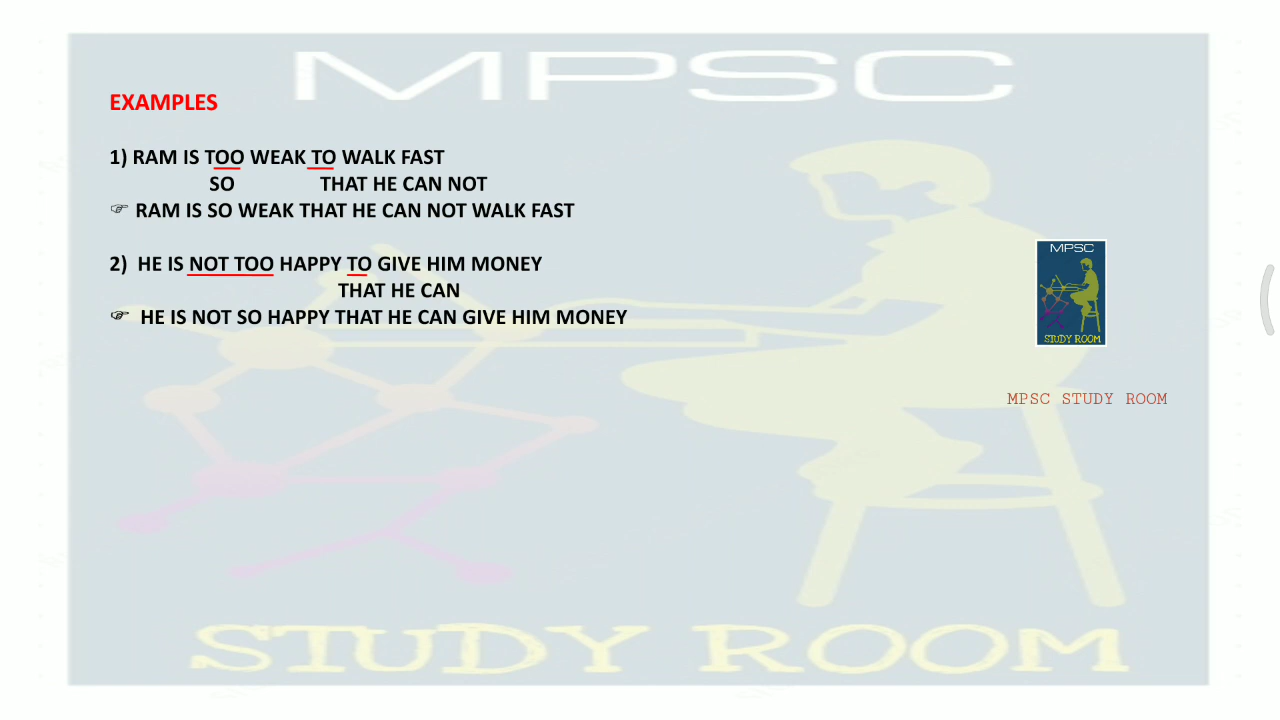 MPSC
EXAMPLES
1) RAM IS TOO WEAK TO WALK FAST
SO THAT HE CAN NOT
☞ RAM IS SO WEAK THAT HE CAN NOT WALK FAST
2) HE IS NOT TOO HAPPY TO GIVE HIM MONEY
THAT HE CAN
☞ HE IS NOT SO HAPPY THAT HE CAN GIVE HIM MONEY
MPSC
STUDY ROOM
MPSC STUDY ROOM
STUDY ROOM